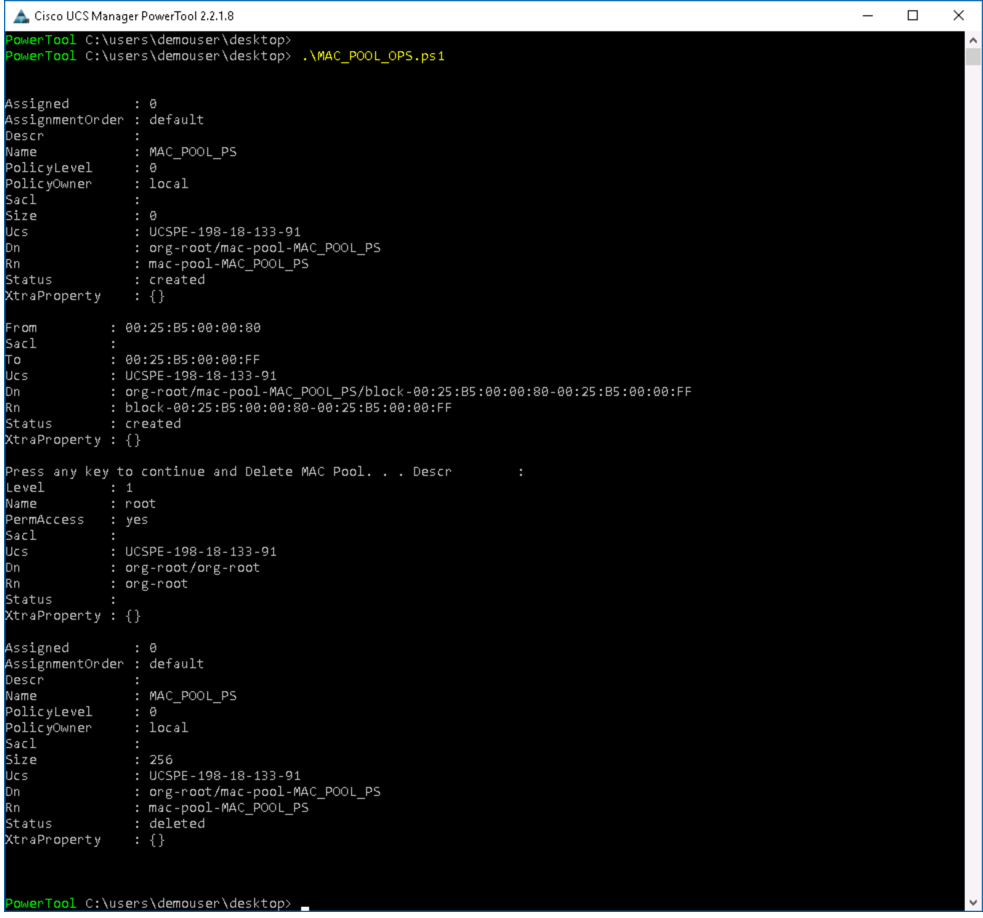 Cisco UCS Manager PowerTool 2.2.1.8
PowerTool C:\users\demouser\desktop>
PowerTool C:\users\demouser\desktop> .\MAC_POOL_OPS.ps1
Assigned : 0
AssignmentOrder : default
Descr :
Name : MAC_POOL_PS
PolicyLevel : 0
PolicyOwner : local
Sacl :
Size : 0
Ucs : UCSPE-198-18-133-91
Dn : org-root/mac-pool-MAC_POOL_PS
Rn : mac-pool-MAC_POOL_PS
Status : created
XtraProperty : {}
From : 00:25:B5:00:00:80
Sacl :
To : 00:25:B5:00:00:FF
Ucs : UCSPE-198-18-133-91
Dn : org-root/mac-pool-MAC_POOL_PS/block-00:25:B5:00:00:80-00:25:B5:00:00:FF
Rn : block-00:25:B5:00:00:80-00:25:B5:00:00:FF
Status : created
XtraProperty : {}
Press any key to continue and Delete MAC Pool. . . Descr :
Level : 1
Name : root
PermAccess : yes
Sacl :
Ucs : UCSPE-198-18-133-91
Dn : org-root/org-root
Rn : org-root
Status :
XtraProperty : {}
Assigned : 0
AssignmentOrder : default
Descr :
Name : MAC_POOL_PS
PolicyLevel : 0
PolicyOwner : local
Sacl :
Size : 256
Ucs : UCSPE-198-18-133-91
Dn : org-root/mac-pool-MAC_POOL_PS
Rn : mac-pool-MAC_POOL_PS
Status : deleted
XtraProperty : {}
PowerTool C:\users\demouser\desktop>